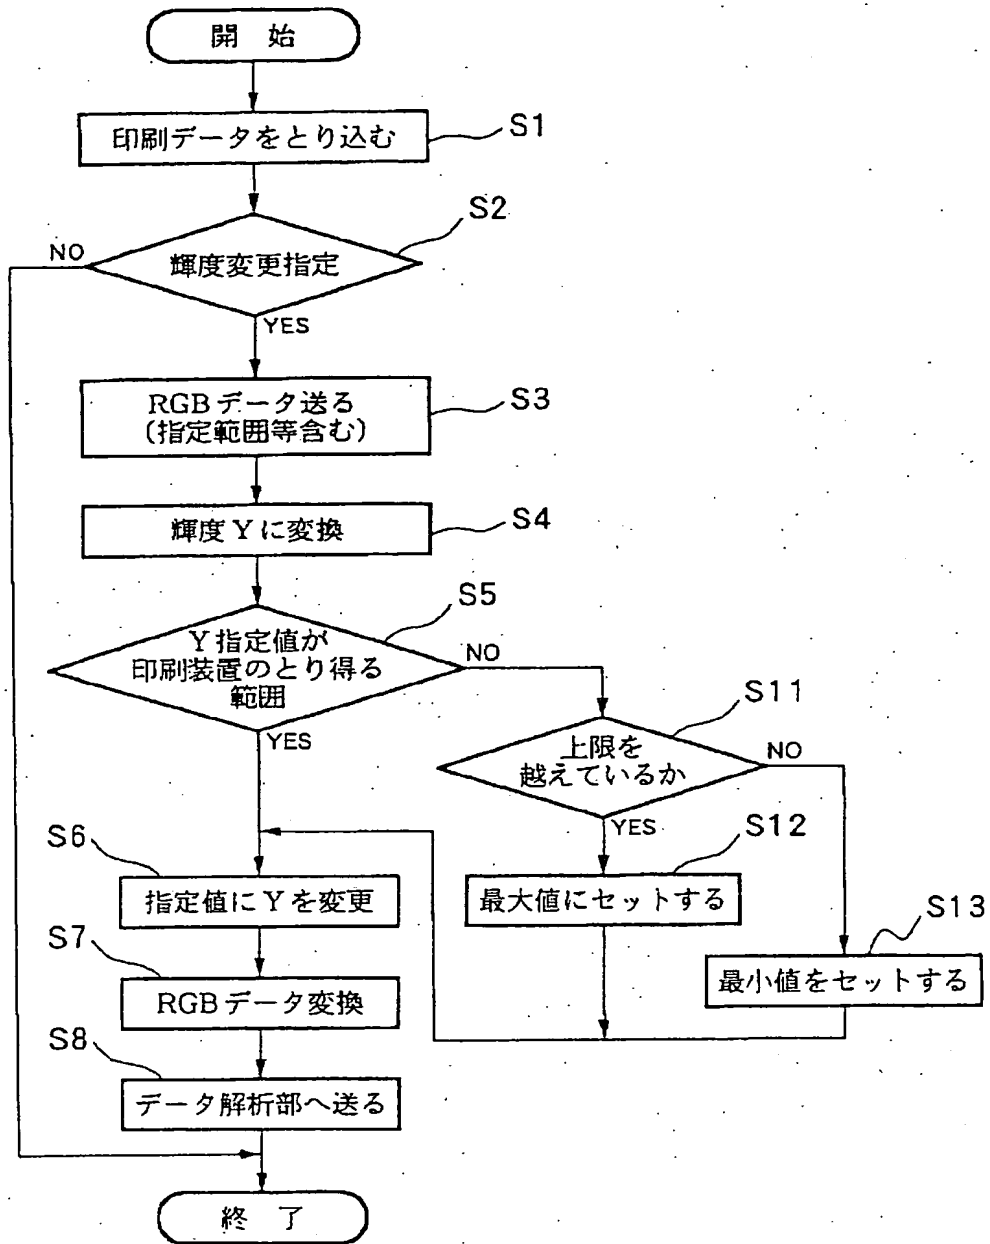 開 始
印刷データをとり込む
S1
S2
NO
輝度変更指定
YES
RGBデータ送る
(指定範囲等含む)
S3
輝度Yに変換
S4
S5
Y指定値が
印刷装置のとり得る
範囲
NO
YES
S11
上限を
越えているか
NO
YES
S12
最大値にセットする
S13
最小値をセットする
S6
指定値にYを変更
S7
RGBデータ変換
S8
データ解析部へ送る
終 了